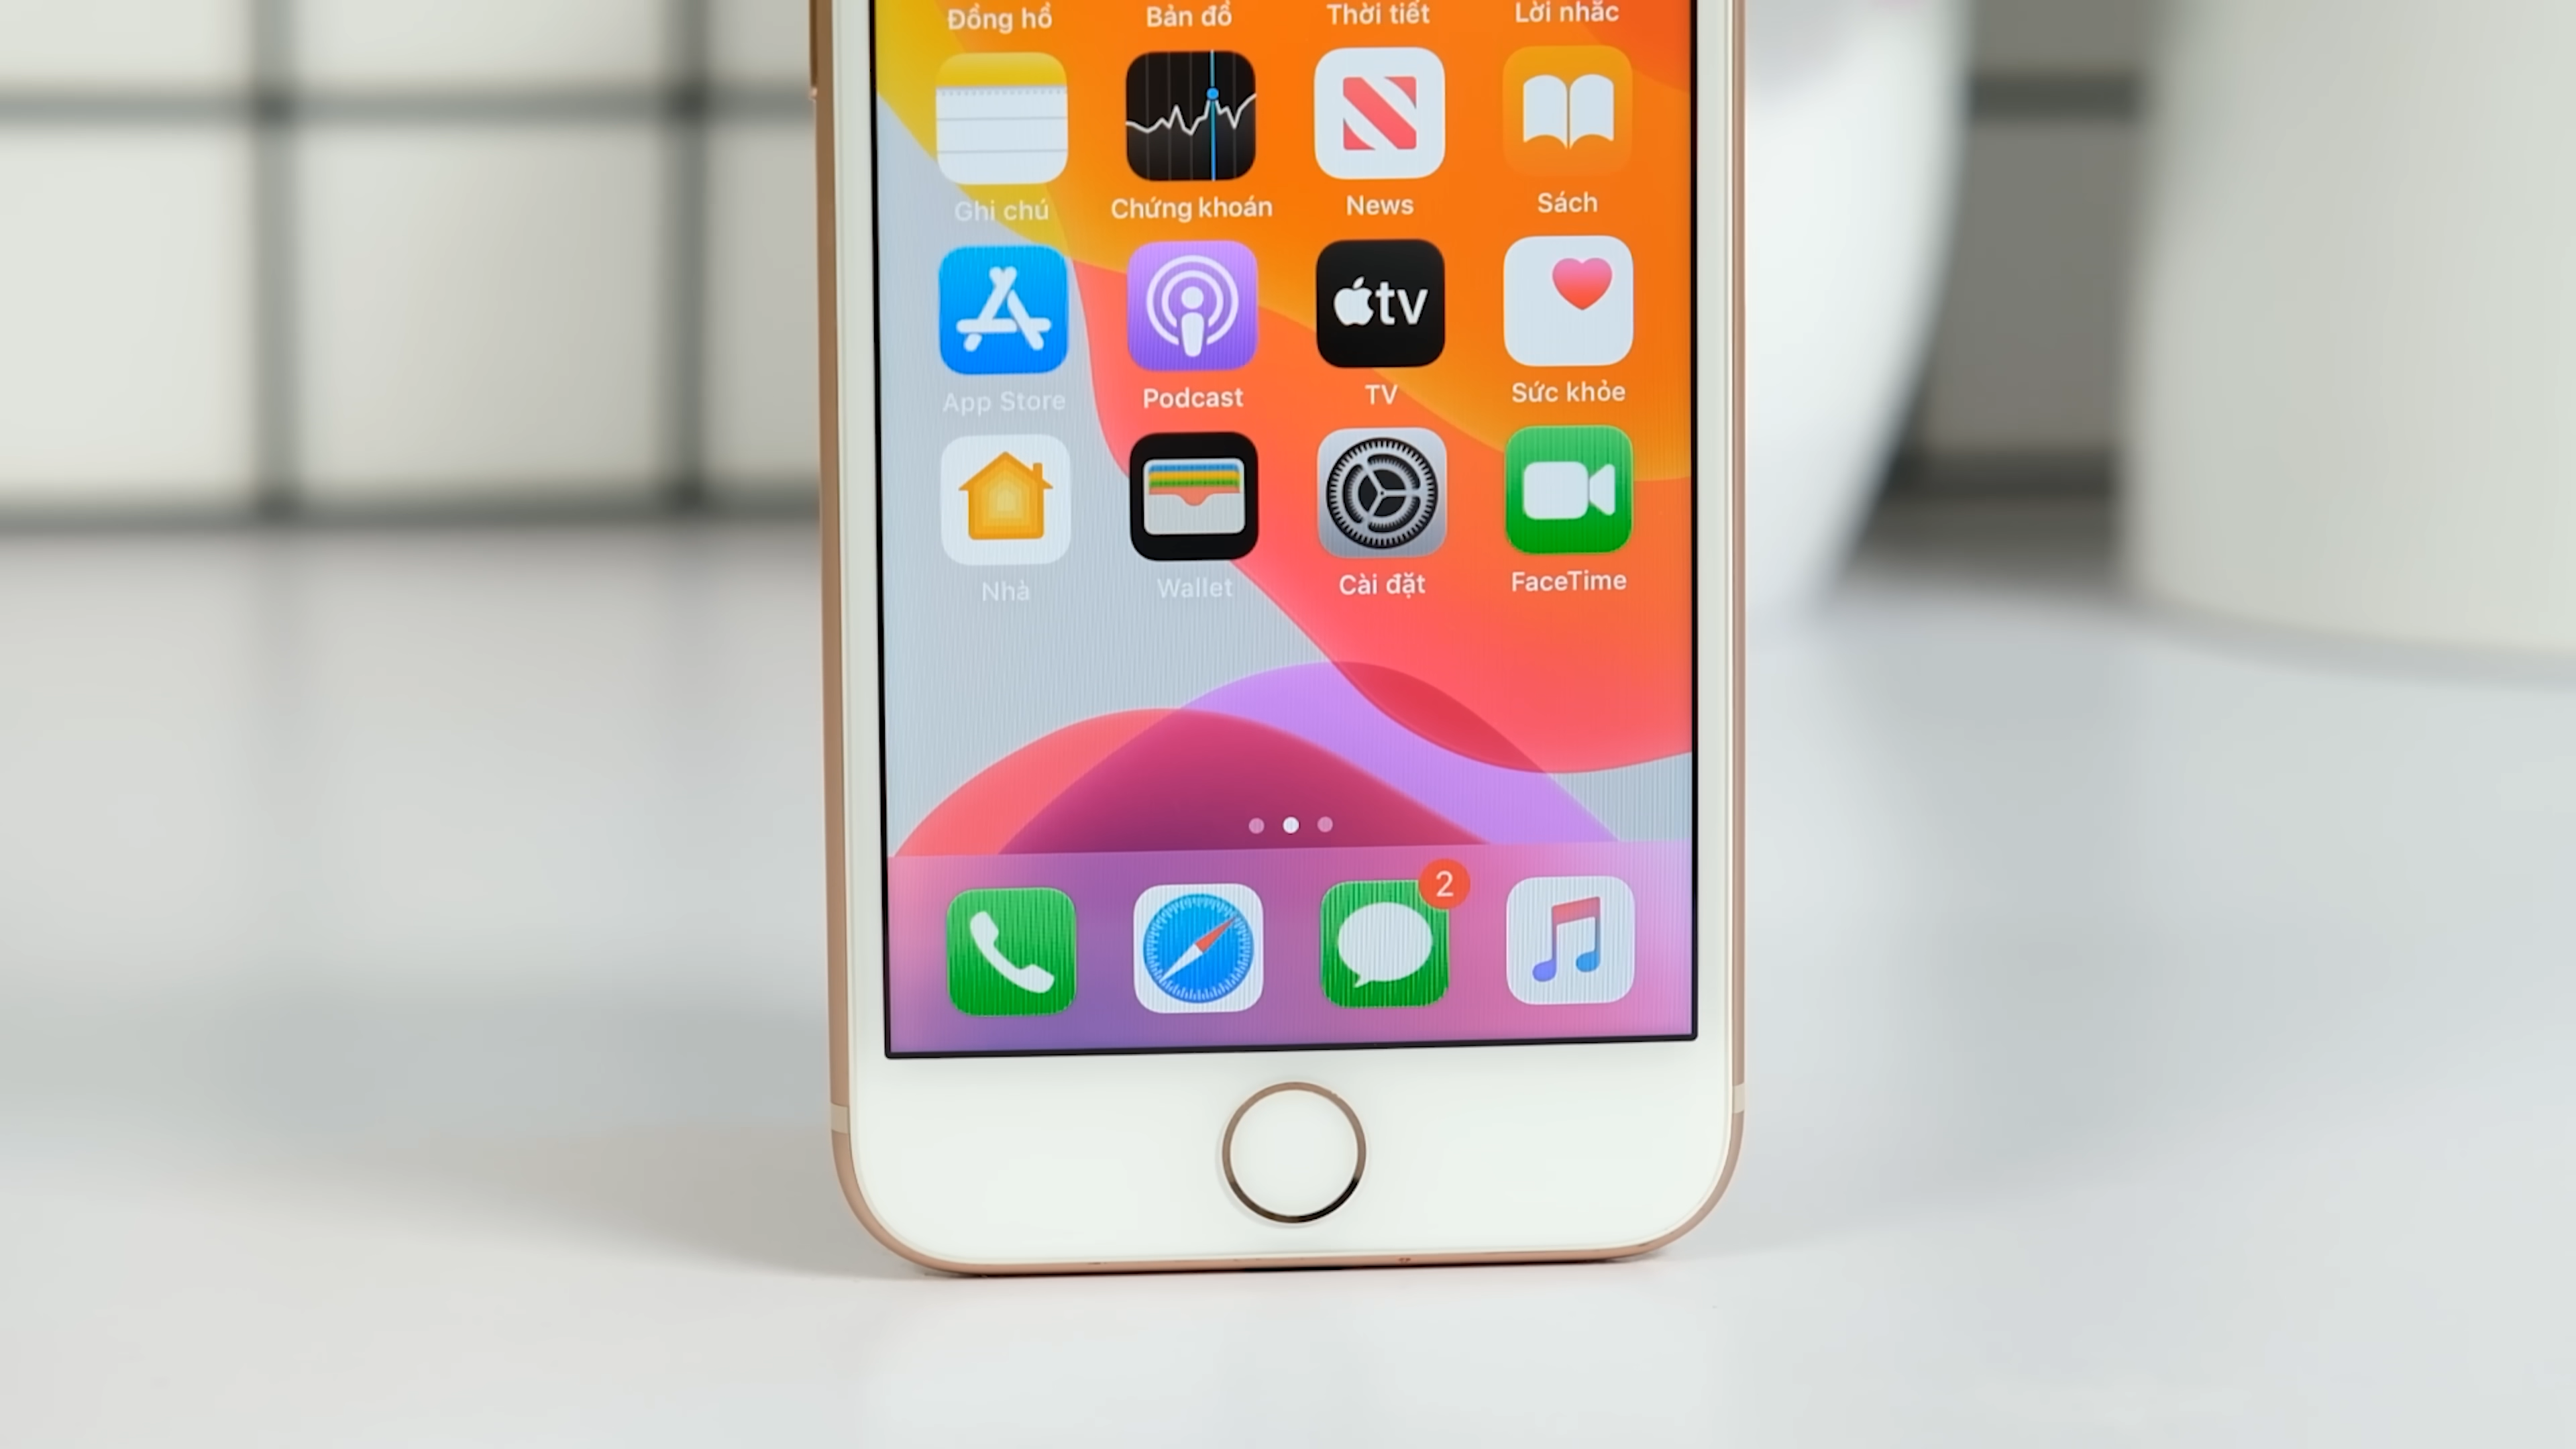 Đồng hồ Bản đồ Thời tiết Lời nhắc
Ghi chú Chứng khoán News Sách
tv
App Store Podcast TV Sức khỏe
Nhà Wallet Cài đặt FaceTime
2